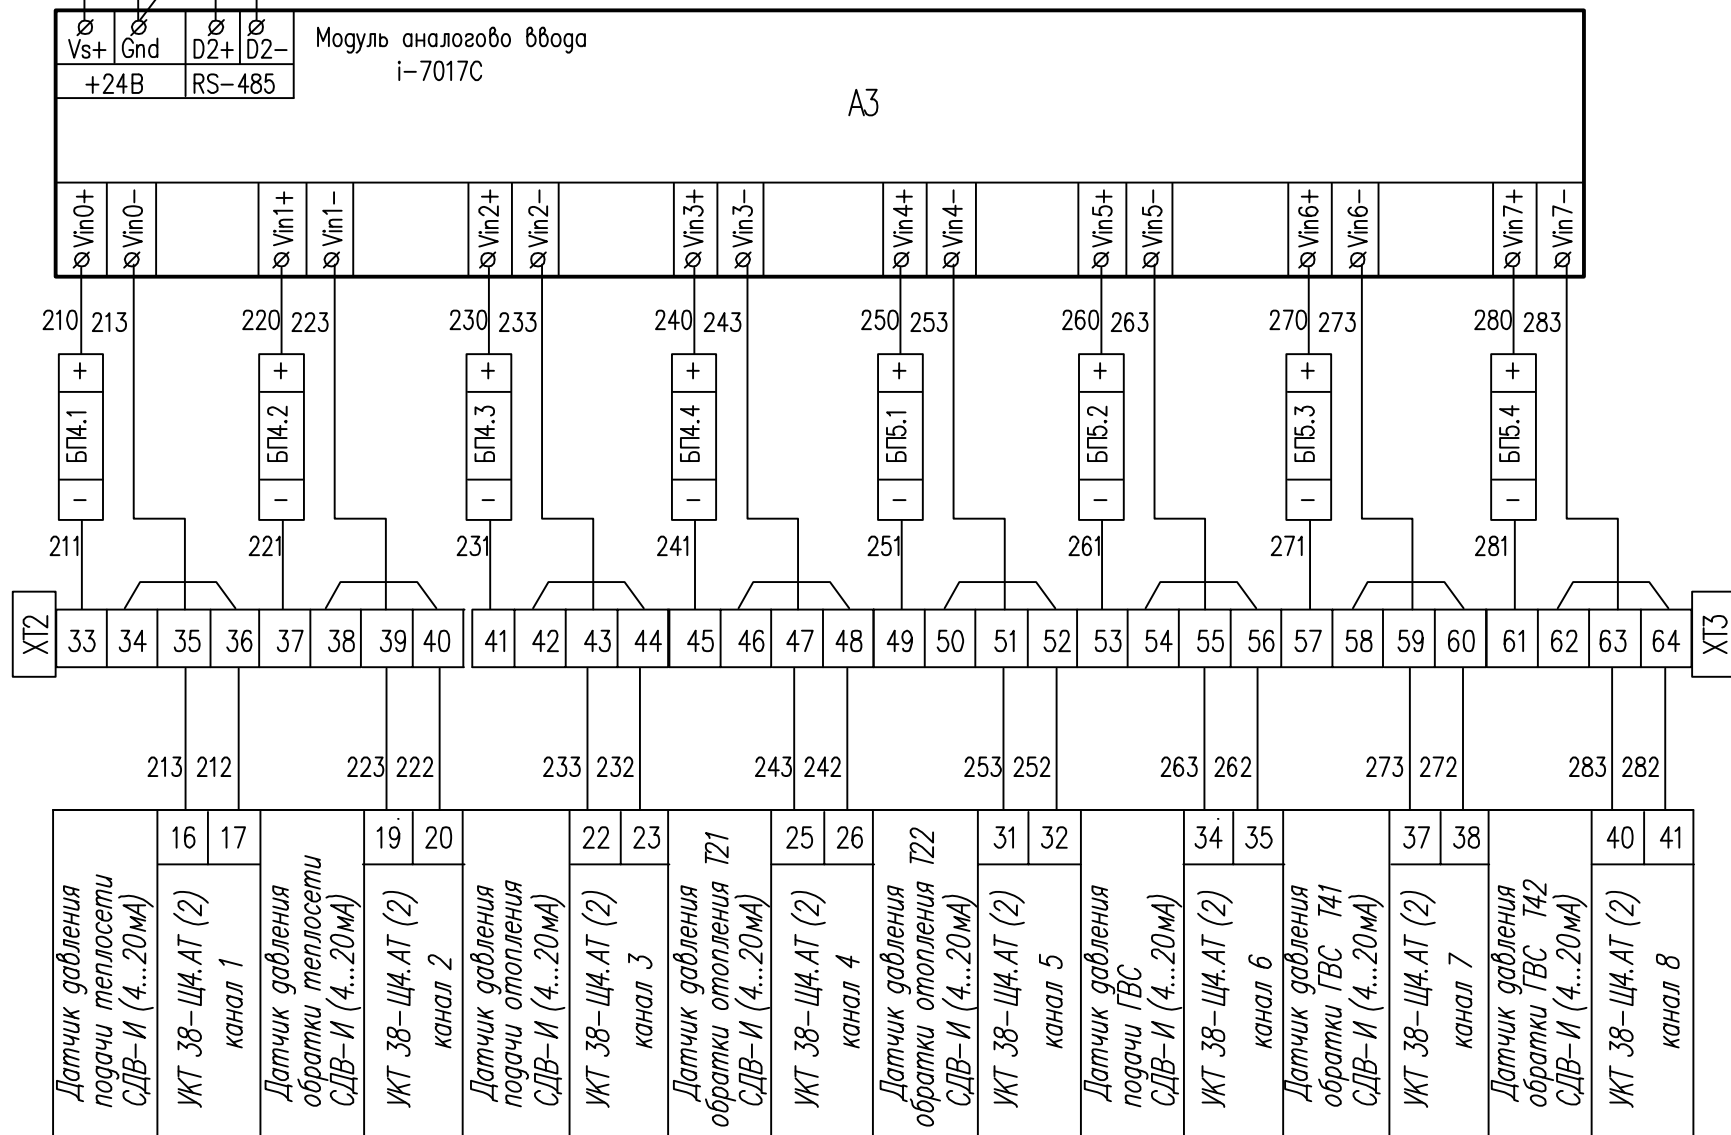 Vs+ Gnd D2+ D2-
+24В RS-485
Модуль аналогово ввода
i-7017C
А3
Vin0+ Vin0- Vin1+ Vin1- Vin2+ Vin2- Vin3+ Vin3- Vin4+ Vin4- Vin5+ Vin5- Vin6+ Vin6- Vin7+ Vin7-
210 213 220 223 230 233 240 243 250 253 260 263 270 273 280 283
+ + + + + + + +
БП4.1 БП4.2 БП4.3 БП4.4 БП5.1 БП5.2 БП5.3 БП5.4
- - - - - - - -
211 221 231 241 251 261 271 281
XT2 33 34 35 36 37 38 39 40 41 42 43 44 45 46 47 48 49 50 51 52 53 54 55 56 57 58 59 60 61 62 63 64 XT3
213 212 223 222 233 232 243 242 253 252 263 262 273 272 283 282
16 17 19 20 22 23 25 26 31 32 34 35 37 38 40 41
Датчик давления
подачи теплосети
СДВ-И (4...20мА)
УКТ 38-Щ4.АТ (2)
канал 1
Датчик давления
обратки теплосети
СДВ-И (4...20мА)
УКТ 38-Щ4.АТ (2)
канал 2
Датчик давления
подачи отопления
СДВ-И (4...20мА)
УКТ 38-Щ4.АТ (2)
канал 3
Датчик давления
обратки отопления Т21
СДВ-И (4...20мА)
УКТ 38-Щ4.АТ (2)
канал 4
Датчик давления
обратки отопления Т22
СДВ-И (4...20мА)
УКТ 38-Щ4.АТ (2)
канал 5
Датчик давления
подачи ГВС
СДВ-И (4...20мА)
УКТ 38-Щ4.АТ (2)
канал 6
Датчик давления
обратки ГВС Т41
СДВ-И (4...20мА)
УКТ 38-Щ4.АТ (2)
канал 7
Датчик давления
обратки ГВС Т42
СДВ-И (4...20мА)
УКТ 38-Щ4.АТ (2)
канал 8